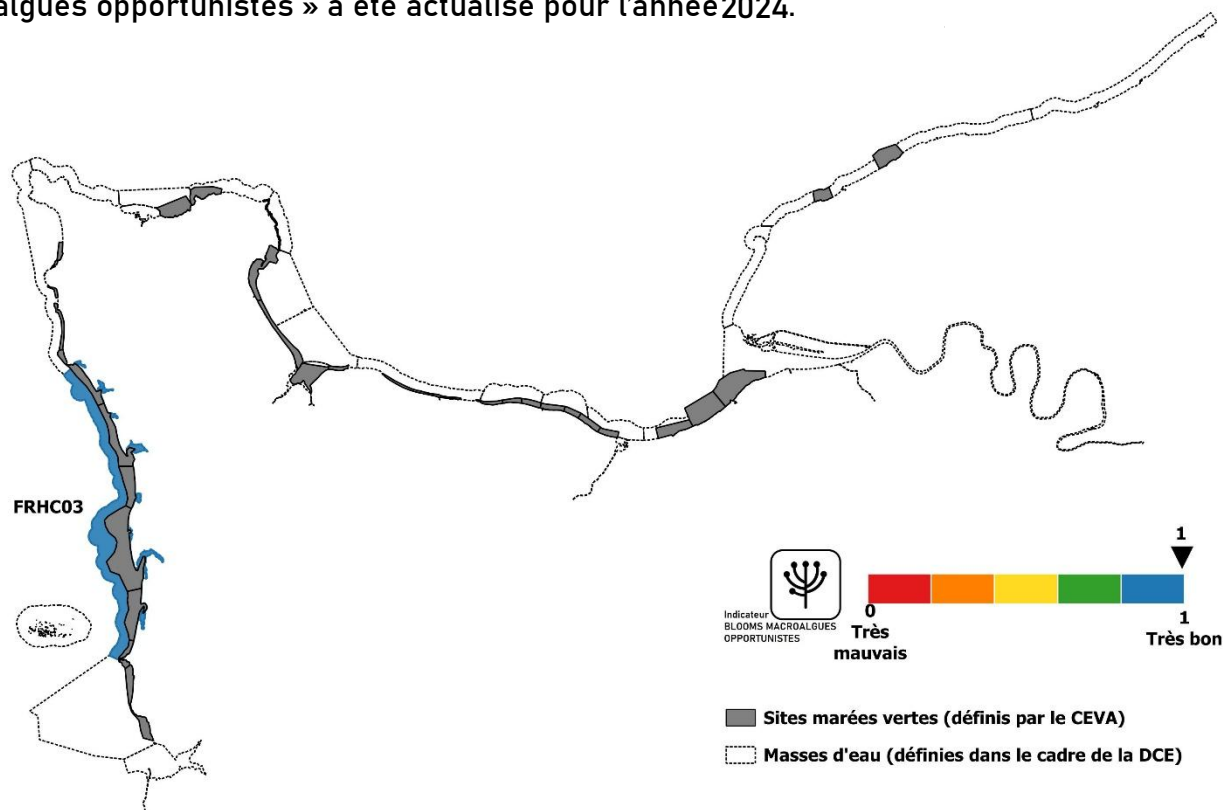 algues opportunistes » a été actualisé pour l'année 2024.
FRHC03
Indicateur
BLOOMS MACROALGUES
OPPORTUNISTES
1
0
Très
mauvais
1
Très bon
Sites marées vertes (définis par le CEVA)
Masses d'eau (définies dans le cadre de la DCE)